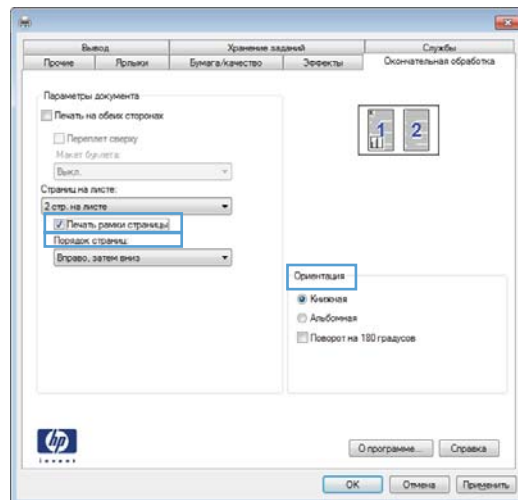 Вывод Хранение заданий Службы
Прочие Ярлыки Бумага/качество Эффекты Окончательная обработка
Параметры документа
Печать на обеих сторонах
Переплет сверху
Макет буклета:
Выкл.
Страниц на листе:
2 стр. на листе
Печать рамки страницы
Порядок страниц:
Вправо, затем вниз
1 2
Ориентация
Книжная
Альбомная
Поворот на 180 градусов
hp
invent
О программе... Справка
OK Отмена Применить